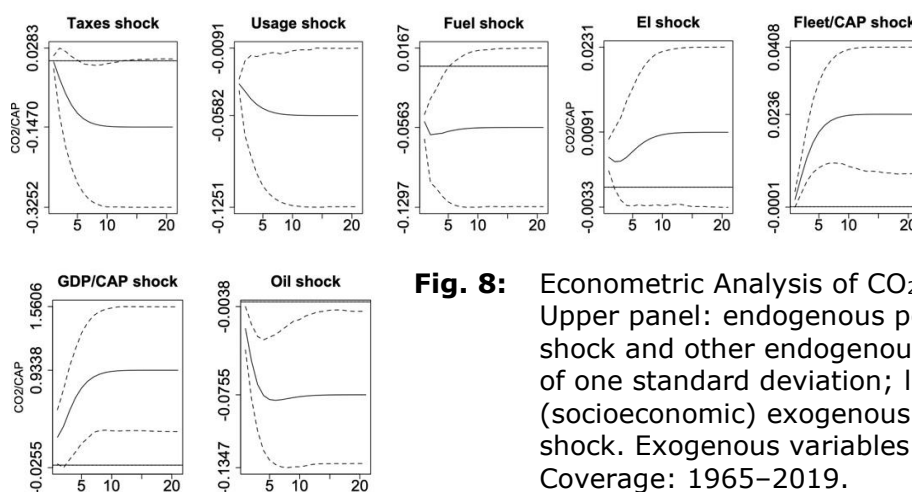 Taxes shock
Usage shock
Fuel shock
EI shock
Fleet/CAP shock
CO2/CAP
0.0283
-0.1470
-0.3252
5 10 20
-0.0091
-0.0582
-0.1251
5 10 20
0.0167
-0.0563
-0.1297
5 10 20
CO2/CAP
0.0231
0.0091
-0.0033
5 10 20
0.0408
0.0236
-0.0001
5 10
GDP/CAP shock
Oil shock
CO2/CAP
1.5606
0.9338
-0.0255
5 10 20
-0.0038
-0.0755
-0.1347
5 10 20
Fig. 8: Econometric Analysis of CO₂
Upper panel: endogenous
shock and other
of one standard deviation;
(socioeconomic) exogenous
shock. Exogenous variables
Coverage: 1965–2019.